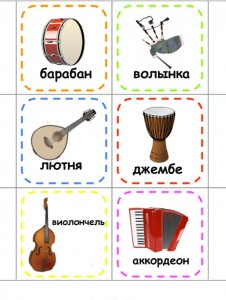 барабан
волынка
лютня
джембе
виолончель
аккордеон